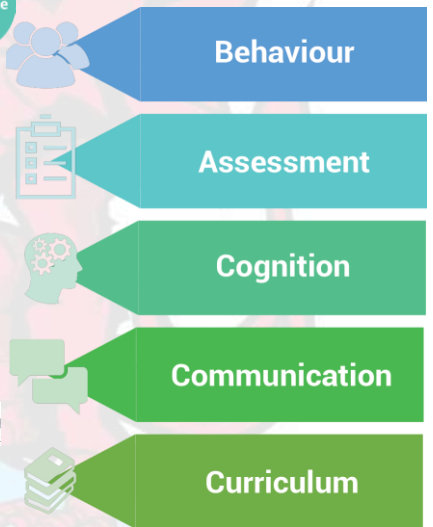 e
Behaviour
Assessment
Cognition
Communication
Curriculum